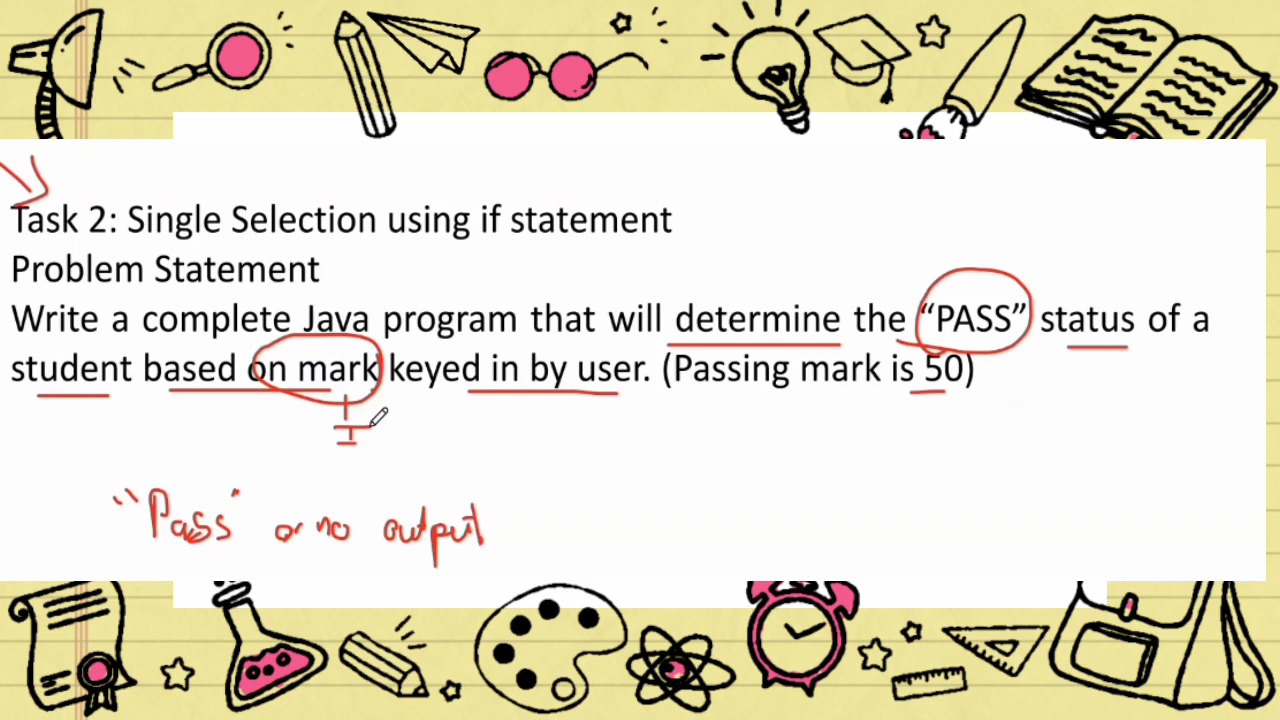 Task 2: Single Selection using if statement
Problem Statement
Write a complete Java program that will determine the “PASS” status of a
student based on mark keyed in by user. (Passing mark is 50)
I
“Pass” or no output